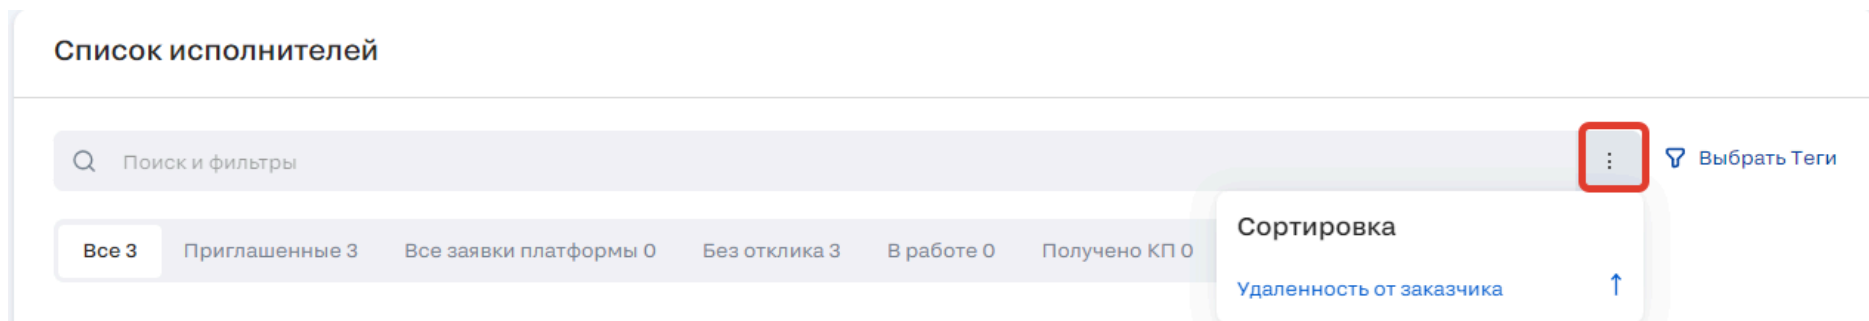 Список исполнителей
Поиск и фильтры
Выбрать Теги
Все 3 Приглашенные 3 Все заявки платформы 0 Без отклика 3 В работе 0 Получено КП 0
Сортировка
Удаленность от заказчика ↑